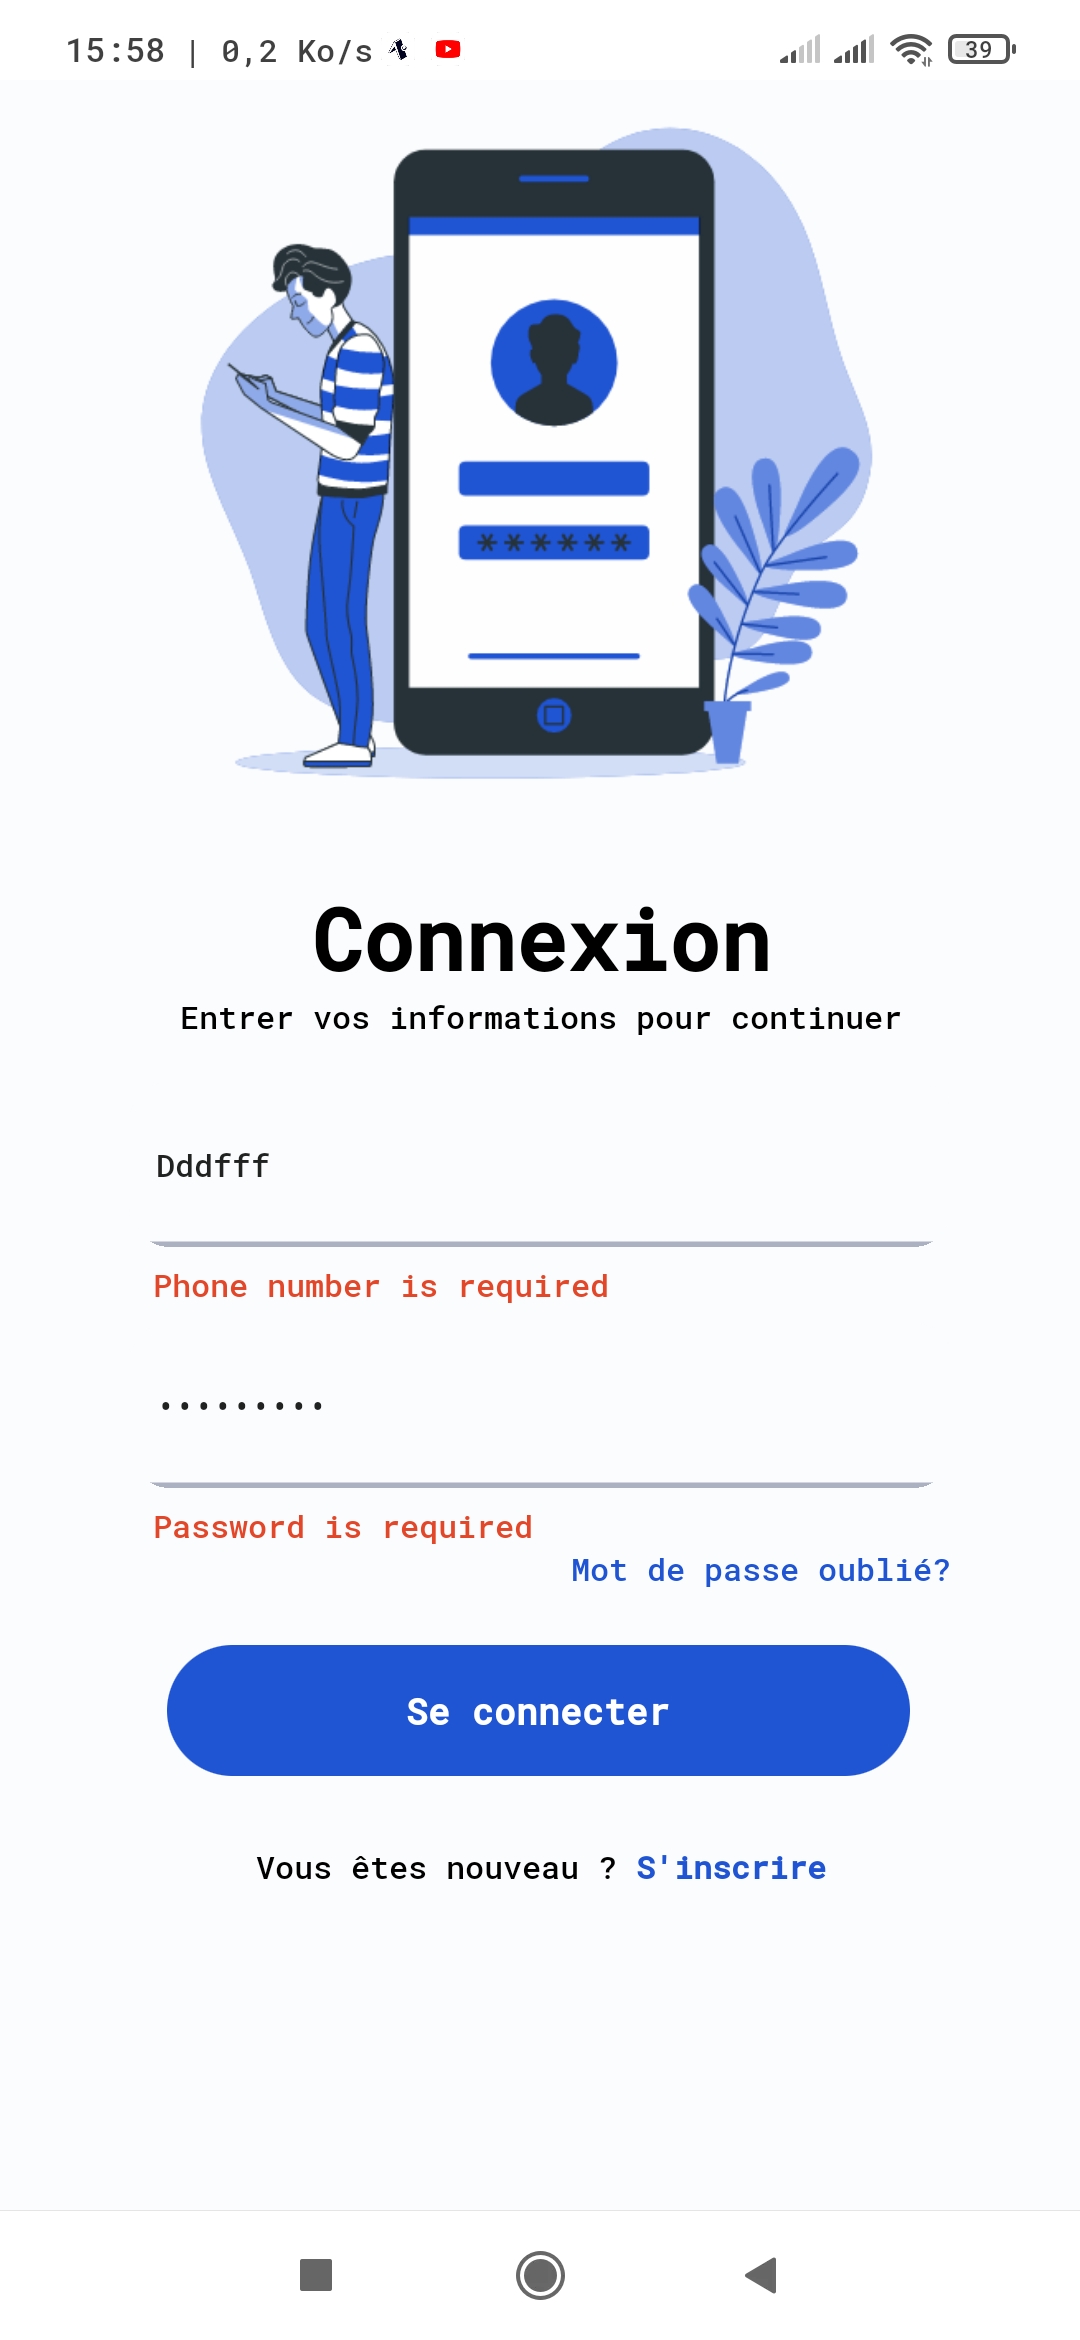 15:58 | 0,2 Ko/s
39
******
Connexion
Entrer vos informations pour continuer
Dddfff
Phone number is required
•••••••••
Password is required
Mot de passe oublié?
Se connecter
Vous êtes nouveau ? S'inscrire